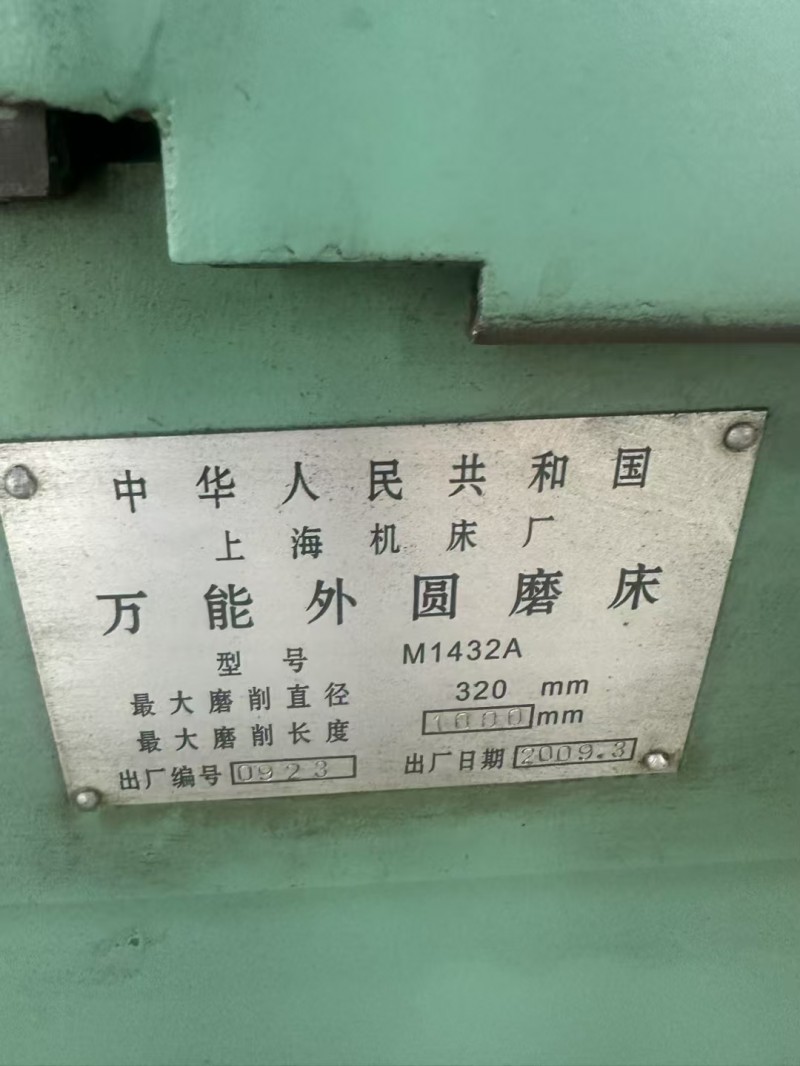 中华人民共和国
上海机床厂
万能外圆磨床
型号 M1432A
最大磨削直径 320 mm
最大磨削长度 1000 mm
出厂编号 0923 出厂日期 2009.3